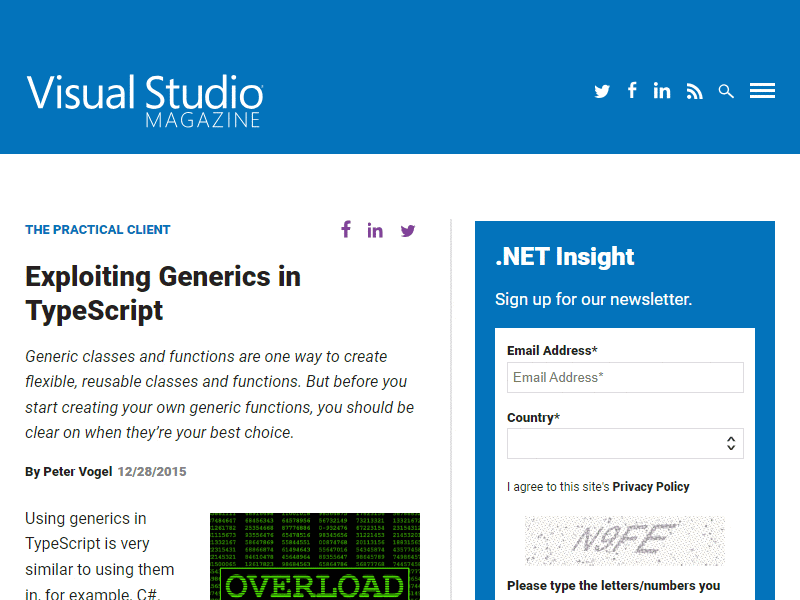 Visual Studio
MAGAZINE
THE PRACTICAL CLIENT
Exploiting Generics in
TypeScript
Generic classes and functions are one way to create
flexible, reusable classes and functions. But before you
start creating your own generic functions, you should be
clear on when they're your best choice.
By Peter Vogel 12/28/2015
Using generics in
TypeScript is very
similar to using them
in, for example, C#.
OVERLOAD
.NET Insight
Sign up for our newsletter.
Email Address*
Email Address*
Country*
I agree to this site's Privacy Policy
N9FE
Please type the letters/numbers you